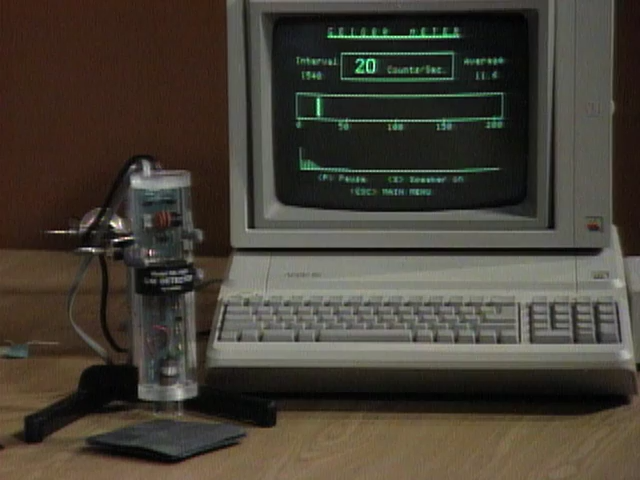 GEIGER METER
Interval 20 Counts/Sec. Average
1540 11.6
0 50 100 150 200
<P> Pause <X> Speaker on
<ESC> MAIN MENU